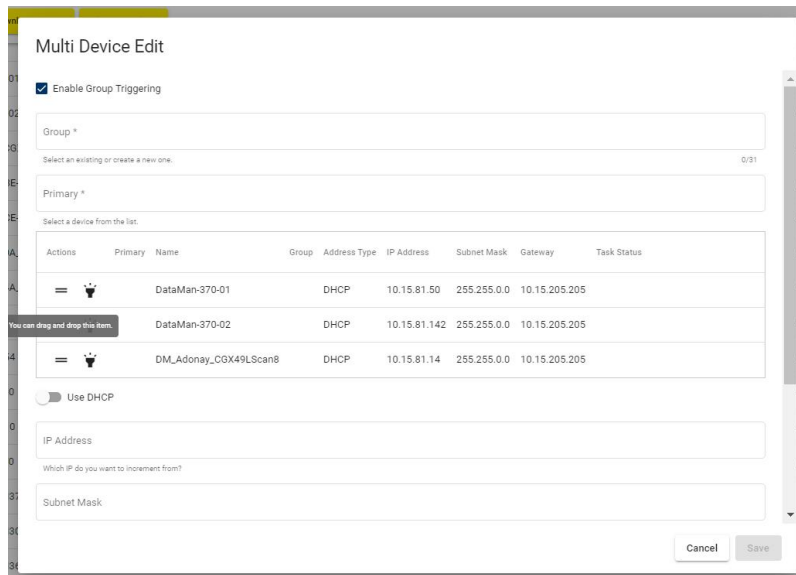 Multi Device Edit
Enable Group Triggering
Group *
Select an existing or create a new one. 0/31
Primary *
Select a device from the list.
Actions Primary Name Group Address Type IP Address Subnet Mask Gateway Task Status
DataMan-370-01 DHCP 10.15.81.50 255.255.0.0 10.15.205.205
You can drag and drop this item. DataMan-370-02 DHCP 10.15.81.142 255.255.0.0 10.15.205.205
DM_Adonay_CGX49LScan8 DHCP 10.15.81.14 255.255.0.0 10.15.205.205
Use DHCP
IP Address
Which IP do you want to increment from?
Subnet Mask
Cancel Save